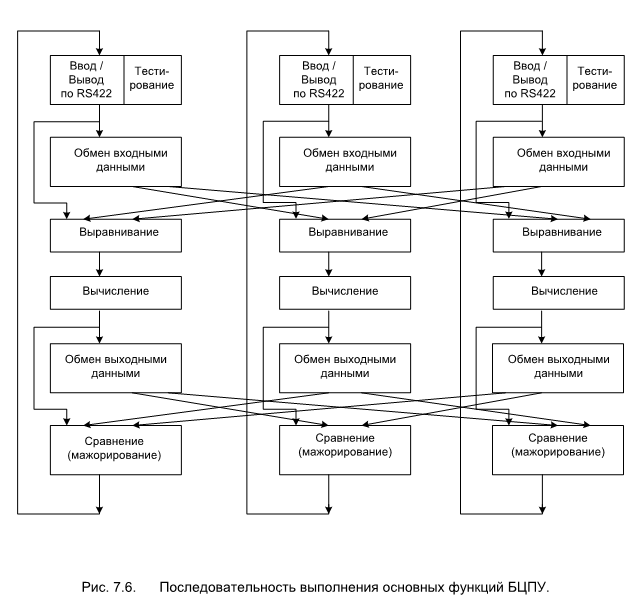 Ввод / Вывод по RS422
Тести-рование
Ввод / Вывод по RS422
Тести-рование
Ввод / Вывод по RS422
Тести-рование
Обмен входными данными
Обмен входными данными
Обмен входными данными
Выравнивание
Выравнивание
Выравнивание
Вычисление
Вычисление
Вычисление
Обмен выходными данными
Обмен выходными данными
Обмен выходными данными
Сравнение (мажорирование)
Сравнение (мажорирование)
Сравнение (мажорирование)
Рис. 7.6. Последовательность выполнения основных функций БЦПУ.